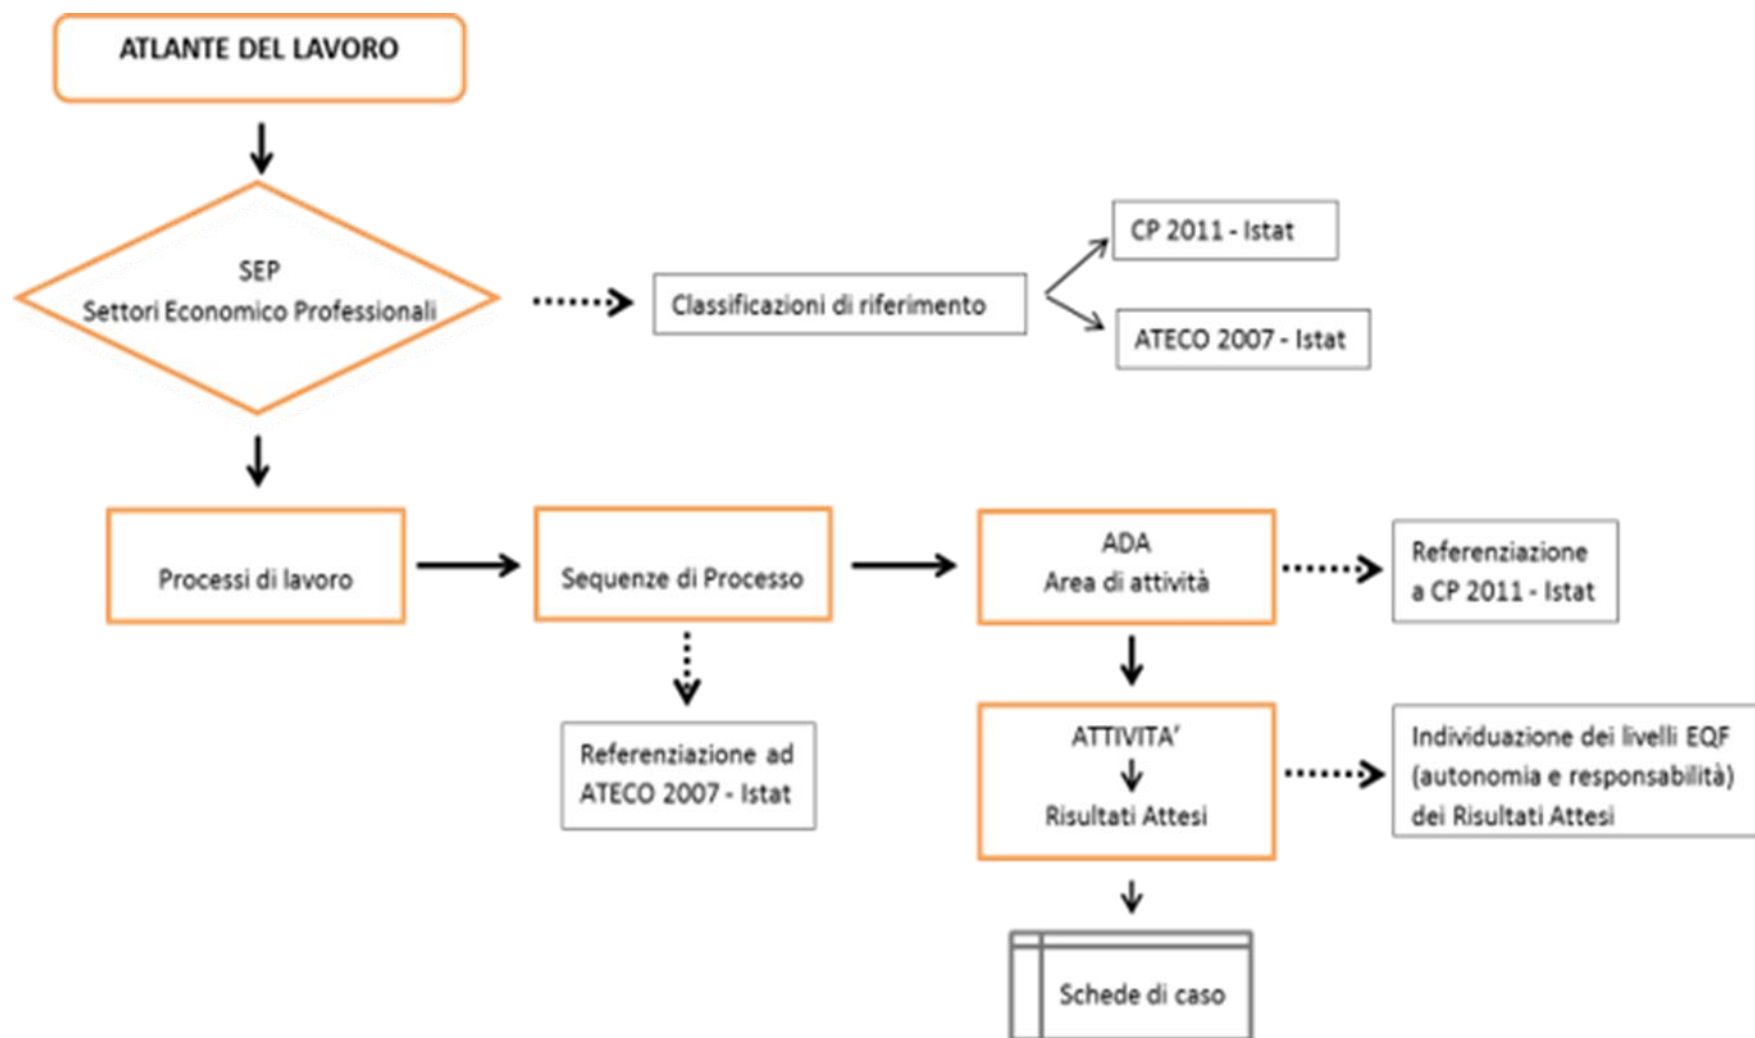 ATLANTE DEL LAVORO
SEP
Settori Economico Professionali
Classificazioni di riferimento
CP 2011 - Istat
ATECO 2007 - Istat
Processi di lavoro
Sequenze di Processo
ADA
Area di attività
Referenziazione
a CP 2011 - Istat
Referenziazione ad
ATECO 2007 - Istat
ATTIVITA'
Risultati Attesi
Individuazione dei livelli EQF
(autonomia e responsabilità)
dei Risultati Attesi
Schede di caso